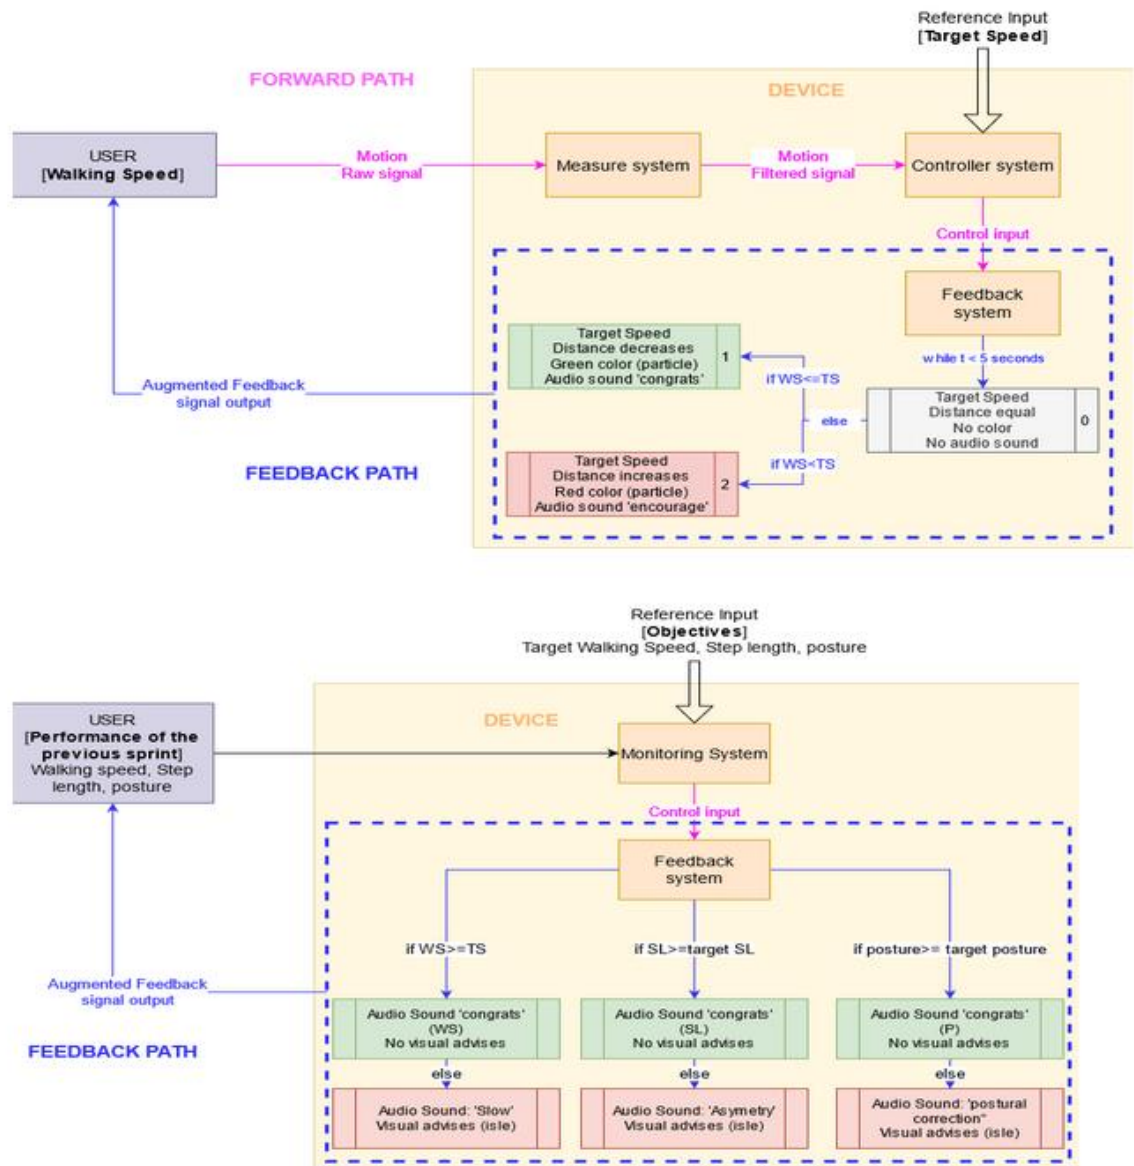 Reference Input
[Target Speed]
FORWARD PATH
DEVICE
USER
[Walking Speed]
Motion
Raw signal
Measure system
Motion
Filtered signal
Controller system
Control input
Feedback
system
while t < 5 seconds
Target Speed
Distance equal
No color
No audio sound
0
else
if WS<=TS
Target Speed
Distance decreases
Green color (particle)
Audio sound 'congrats'
1
if WS<TS
Target Speed
Distance increases
Red color (particle)
Audio sound 'encourage'
2
Augmented Feedback
signal output
FEEDBACK PATH
Reference Input
[Objectives]
Target Walking Speed, Step length, posture
DEVICE
USER
[Performance of the
previous sprint]
Walking speed, Step
length, posture
Monitoring System
Control input
Feedback
system
if WS>=TS
if SL>=target SL
if posture>= target posture
Augmented Feedback
signal output
FEEDBACK PATH
Audio Sound 'congrats'
(WS)
No visual advises
else
Audio Sound: 'Slow'
Visual advises (isle)
Audio Sound 'congrats'
(SL)
No visual advises
else
Audio Sound: 'Asymetry'
Visual advises (isle)
Audio Sound 'congrats'
(P)
No visual advises
else
Audio Sound: 'postural
correction"
Visual advises (isle)